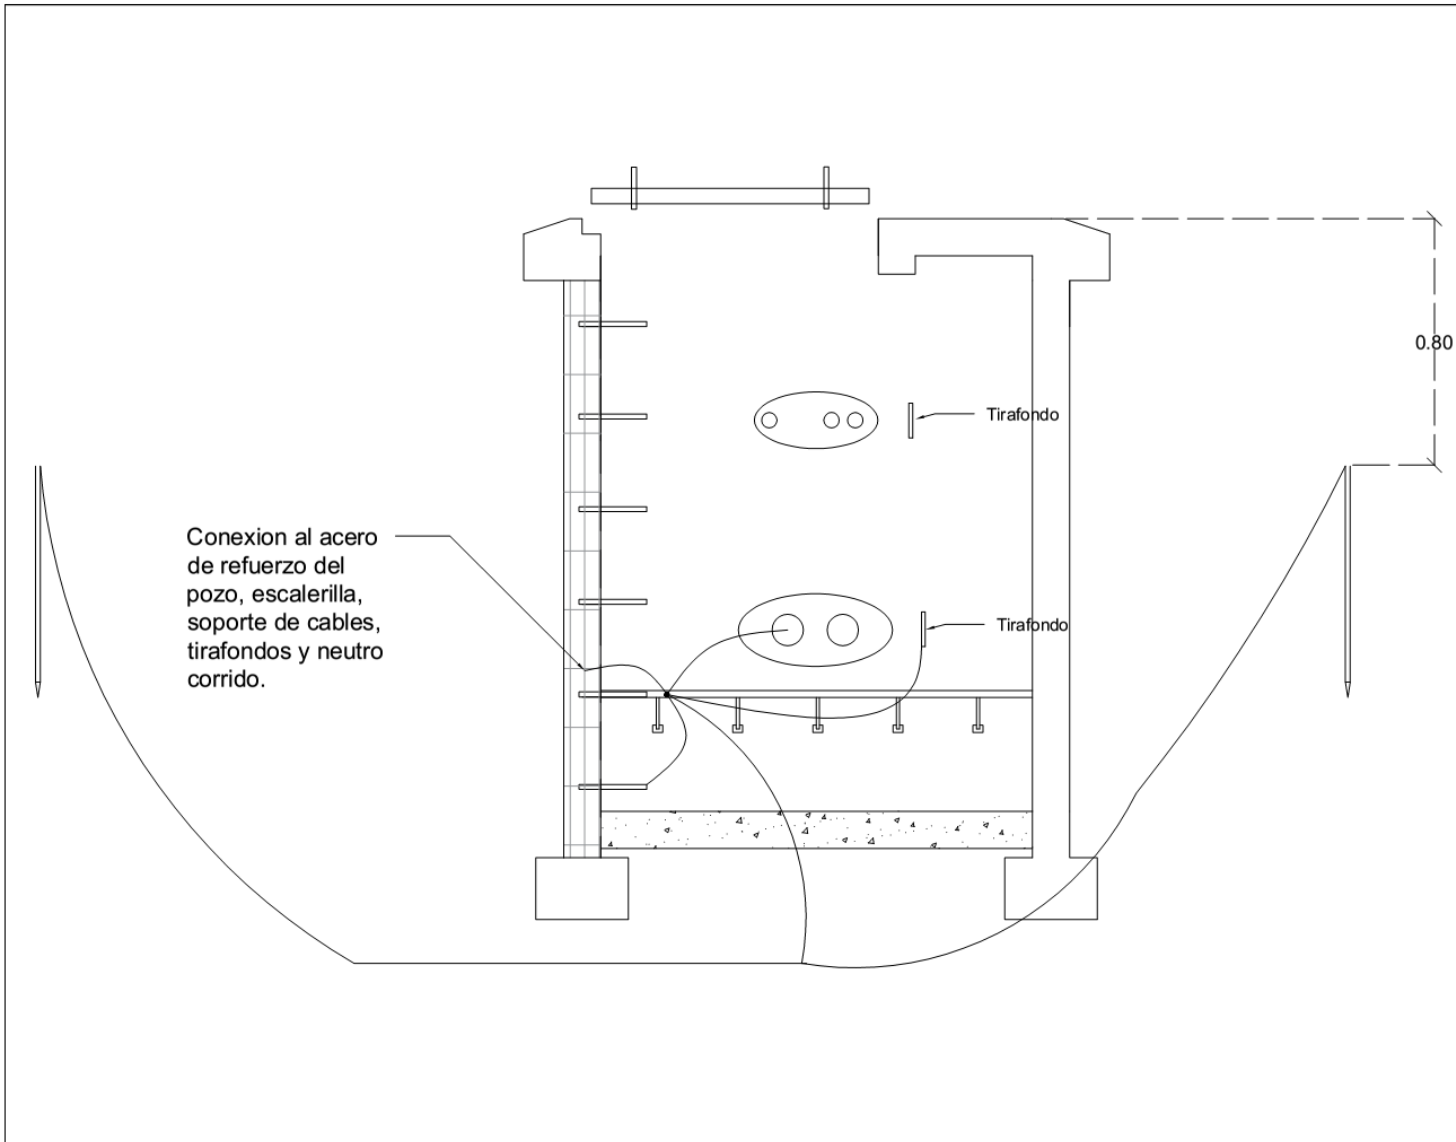 0.80
Tirafondo
Conexion al acero
de refuerzo del
pozo, escalerilla,
soporte de cables,
tirafondos y neutro
corrido.
Tirafondo